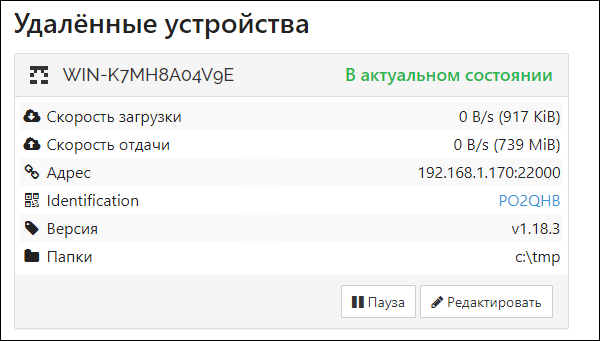 Удалённые устройства
WIN-K7MH8A04V9E В актуальном состоянии
Скорость загрузки 0 B/s (917 KiB)
Скорость отдачи 0 B/s (739 MiB)
Адрес 192.168.1.170:22000
Identification PO2QHB
Версия v1.18.3
Папки c:\tmp
Пауза Редактировать